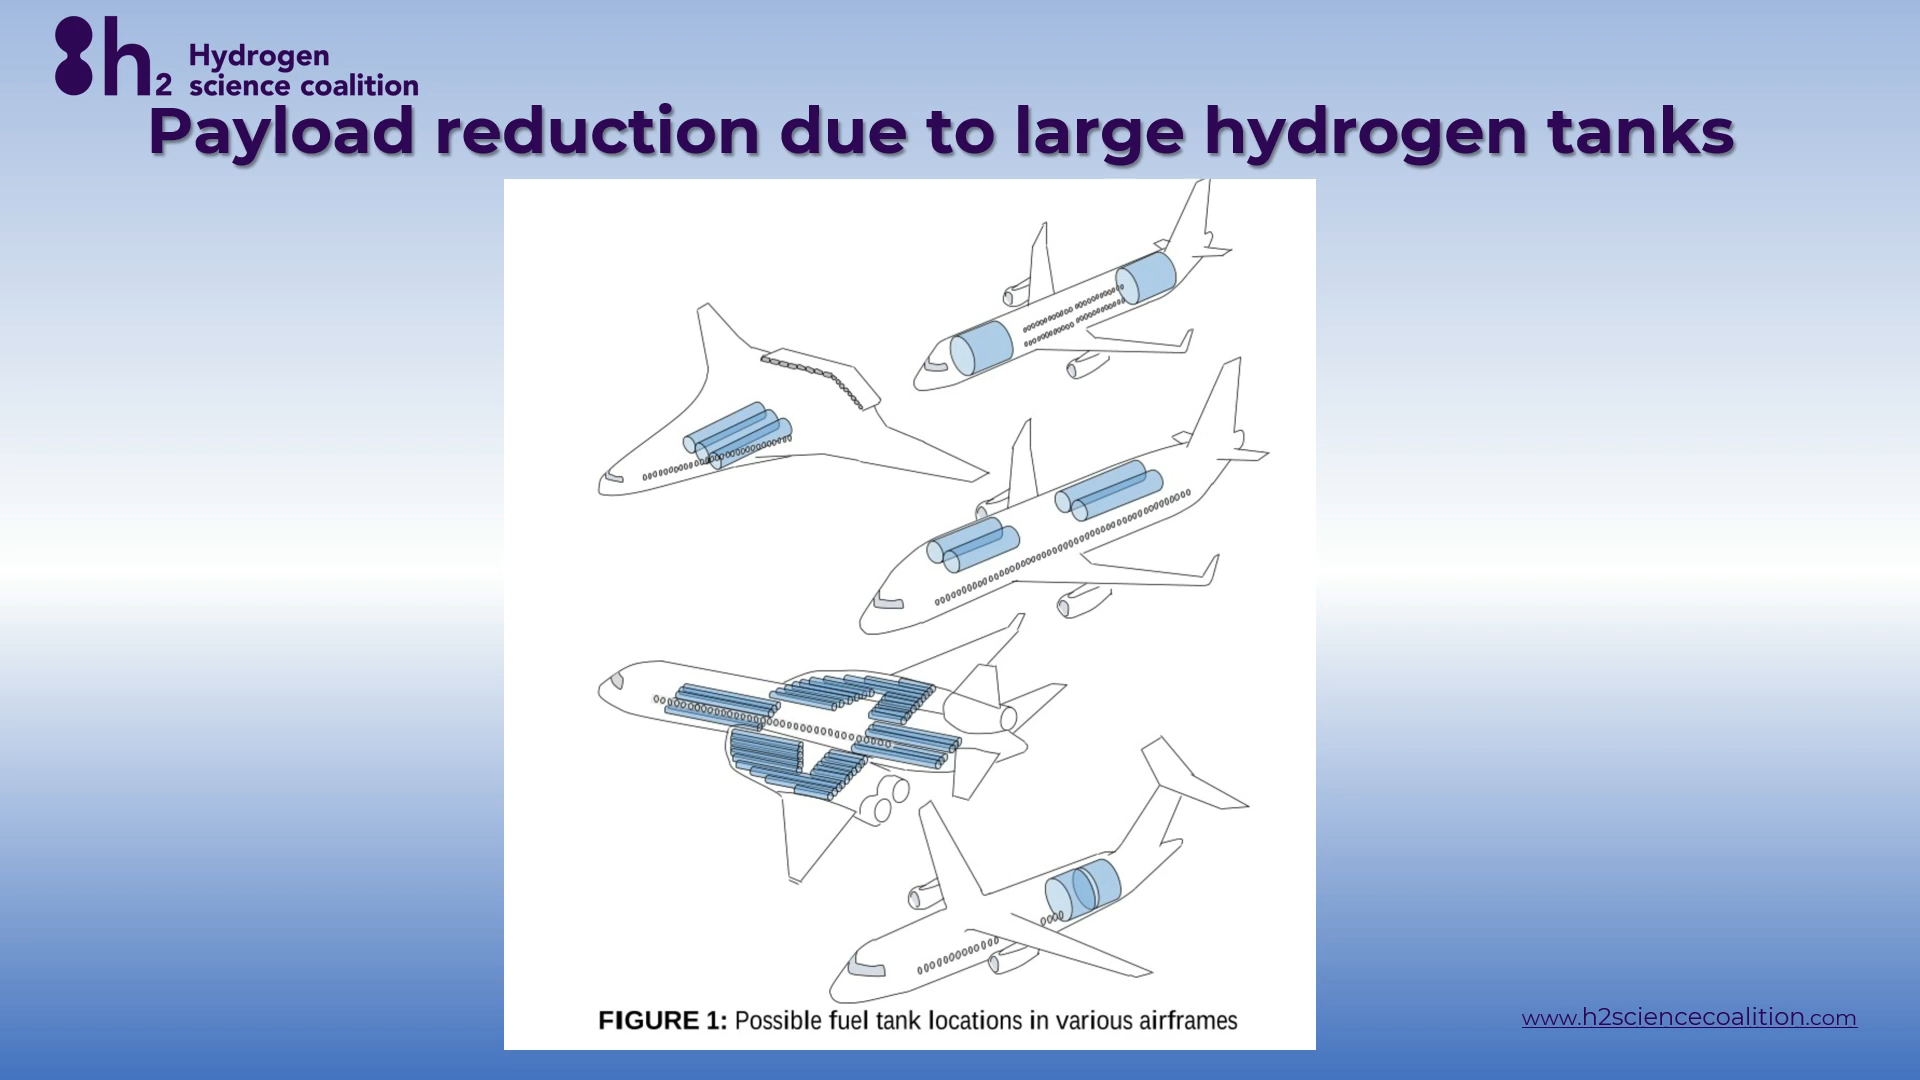 h2
Hydrogen
science coalition
Payload reduction due to large hydrogen tanks
FIGURE 1: Possible fuel tank locations in various airframes
www.h2sciencecoalition.com